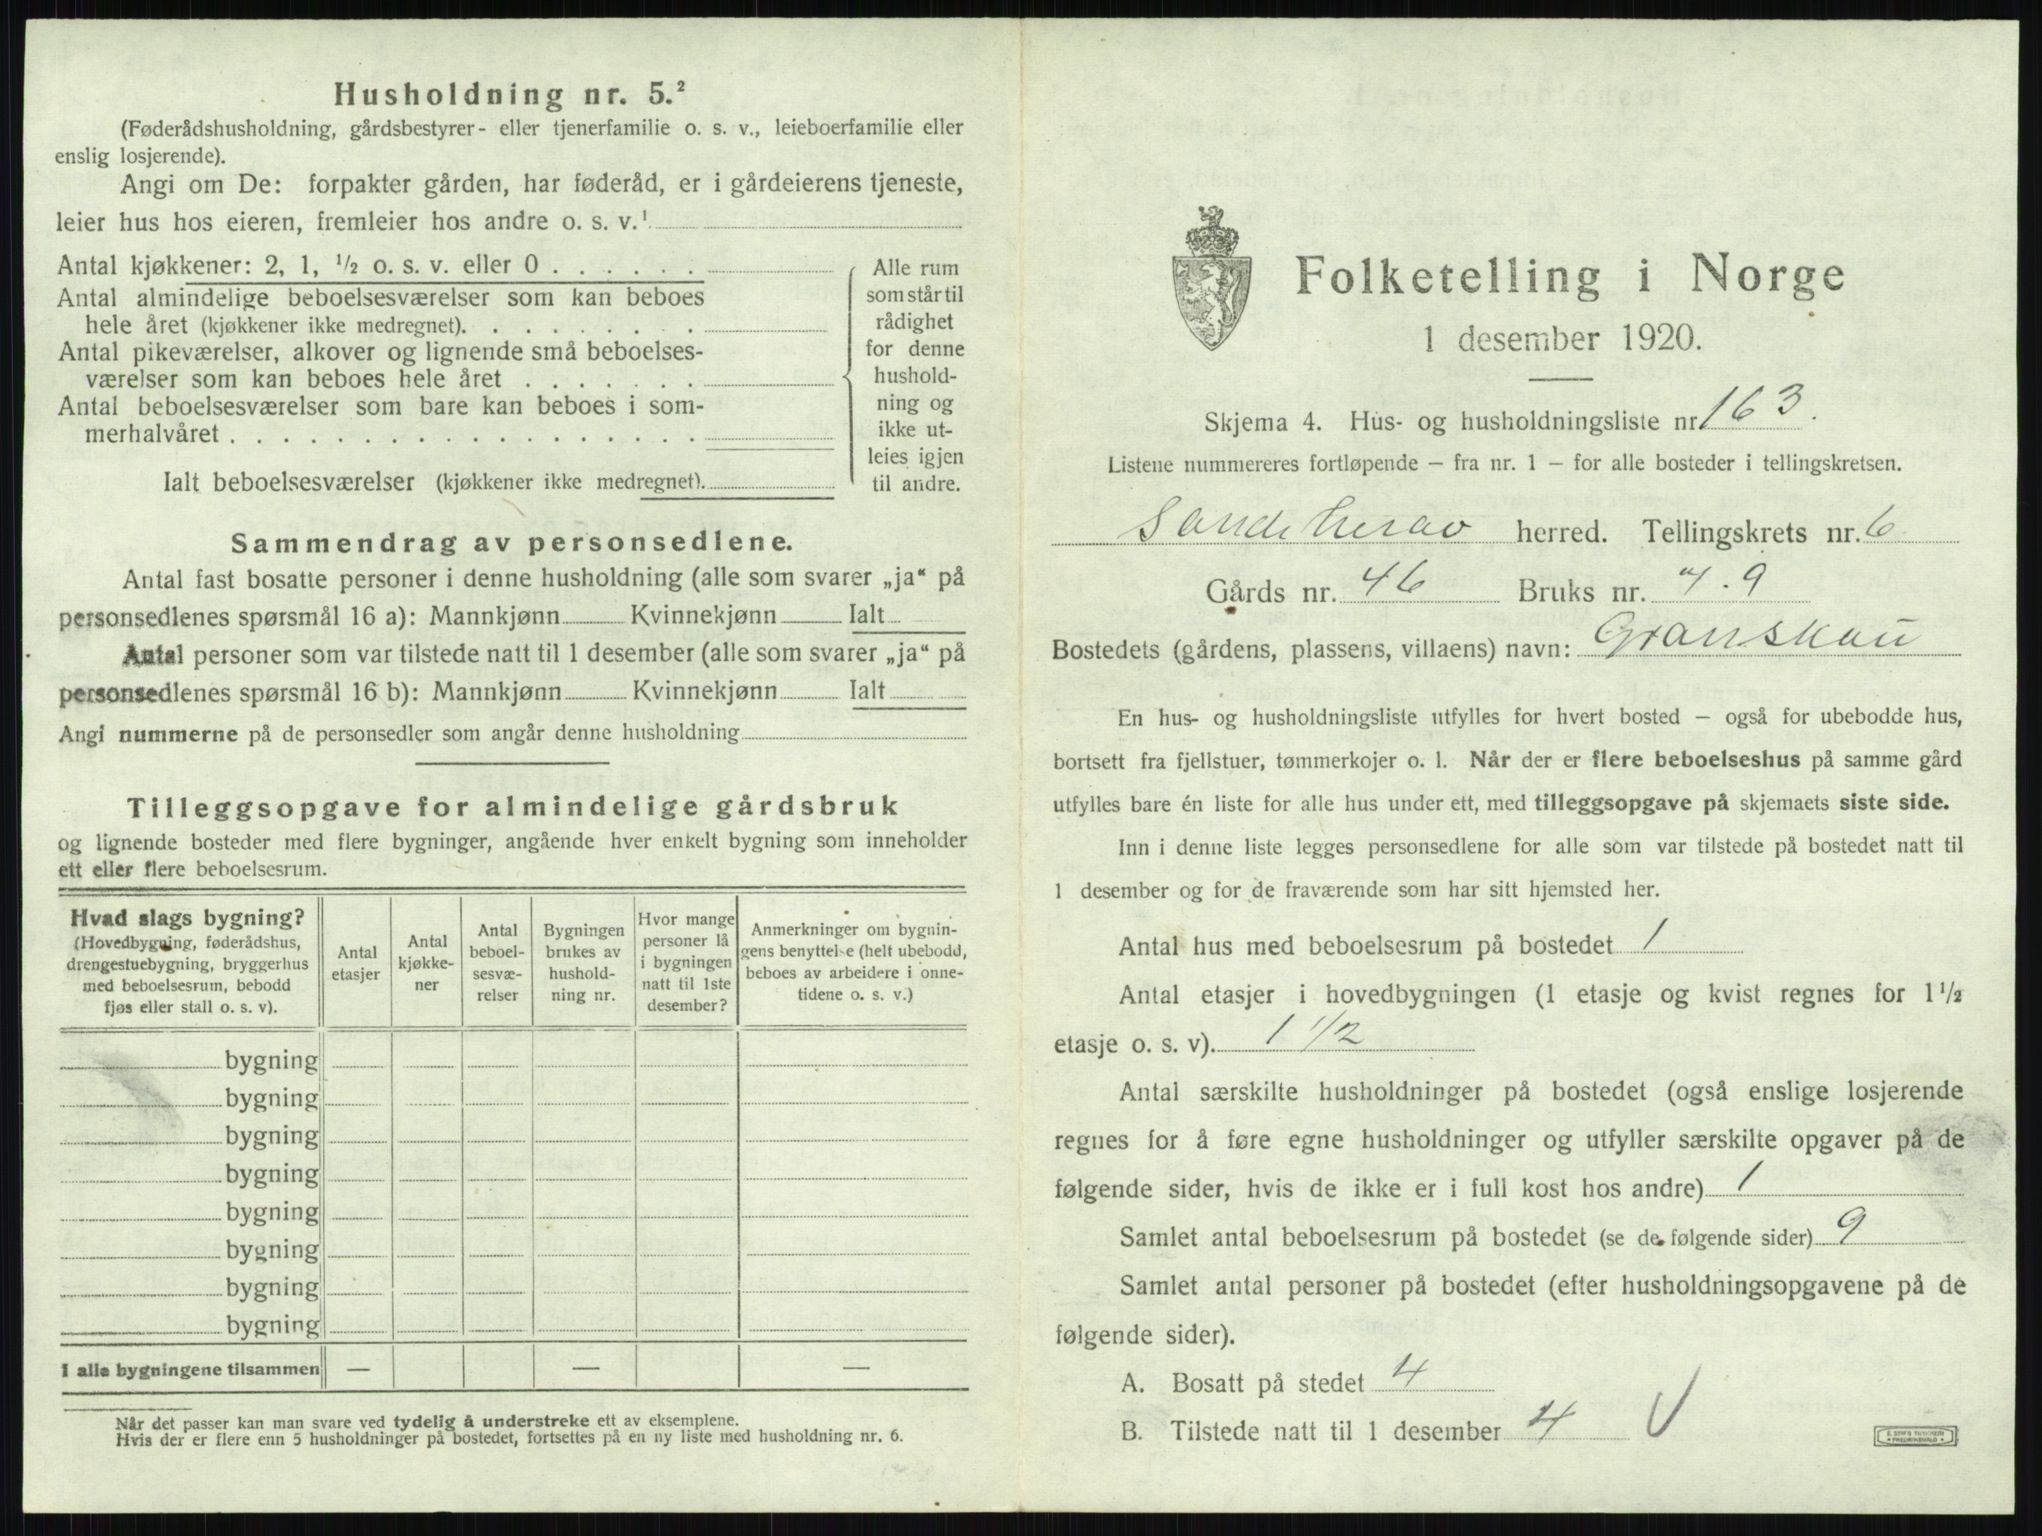 Husholdning nr. 5.²
(Føderådshusholdning, gårdsbestyrer- eller tjenerfamilie o. s. v., leieboerfamilie eller
enslig losjerende).
Angi om De: forpakter gården, har føderåd, er i gårdeierens tjeneste,
leier hus hos eieren, fremleier hos andre o. s. v.¹
Antal kjøkkener: 2, 1, ½ o. s. v. eller 0 . . . . . .
Antal almindelige beboelsesværelser som kan beboes
hele året (kjøkkener ikke medregnet). . . . . . . . .
Antal pikeværelser, alkover og lignende små beboelses-
værelser som kan beboes hele året . . . . . . .
Antal beboelsesværelser som bare kan beboes i som-
merhalvåret . . . . . . . . . . . . . . . . .
Ialt beboelsesværelser (kjøkkener ikke medregnet).
Alle rum
som står til
rådighet
for denne
hushold-
ning og
ikke ut-
leies igjen
til andre.
Sammendrag av personsedlene.
Antal fast bosatte personer i denne husholdning (alle som svarer „ja“ på
personsedlenes spørsmål 16 a): Mannkjønn Kvinnekjønn Ialt
Antal personer som var tilstede natt til 1 desember (alle som svarer „ja“ på
personsedlenes spørsmål 16 b): Mannkjønn Kvinnekjønn Ialt
Angi nummerne på de personsedler som angår denne husholdning
Tilleggsopgave for almindelige gårdsbruk
og lignende bosteder med flere bygninger, angående hver enkelt bygning som inneholder
ett eller flere beboelsesrum.
Hvad slags bygning?
(Hovedbygning, føderådshus,
drengestuebygning, bryggerhus
med beboelsesrum, bebodd
fjøs eller stall o. s. v).
Antal
etasjer
Antal
kjøkke-
ner
Antal
beboel-
sesvæ-
relser
Bygningen
brukes av
hushold-
ning nr.
Hvor mange
personer lå
i bygningen
natt til 1ste
desember?
Anmerkninger om bygnin-
gens benyttelse (helt ubebodd,
beboes av arbeidere i onne-
tidene o. s. v.)
bygning
bygning
bygning
bygning
bygning
bygning
bygning
bygning
I alle bygningene tilsammen — — —
Når det passer kan man svare ved tydelig å understreke ett av eksemplene.
Hvis der er flere enn 5 husholdninger på bostedet, fortsettes på en ny liste med husholdning nr. 6.
Folketelling i Norge
1 desember 1920.
Skjema 4. Hus- og husholdningsliste nr. 163.
Listene nummereres fortløpende – fra nr. 1 – for alle bosteder i tellingskretsen.
Sandeherav herred. Tellingskrets nr. 6
Gårds nr. 46 Bruks nr. 7.9
Bostedets (gårdens, plassens, villaens) navn: Granskau
En hus- og husholdningsliste utfylles for hvert bosted – også for ubebodde hus,
bortsett fra fjellstuer, tømmerkojer o. l. Når der er flere beboelseshus på samme gård
utfylles bare én liste for alle hus under ett, med tilleggsopgave på skjemaets siste side.
Inn i denne liste legges personsedlene for alle som var tilstede på bostedet natt til
1 desember og for de fraværende som har sitt hjemsted her.
Antal hus med beboelsesrum på bostedet 1
Antal etasjer i hovedbygningen (1 etasje og kvist regnes for 1½
etasje o. s. v). 1 1/2
Antal særskilte husholdninger på bostedet (også enslige losjerende
regnes for å føre egne husholdninger og utfyller særskilte opgaver på de
følgende sider, hvis de ikke er i full kost hos andre) 1
Samlet antal beboelsesrum på bostedet (se de følgende sider) 9
Samlet antal personer på bostedet (efter husholdningsopgavene på de
følgende sider).
A. Bosatt på stedet 4
B. Tilstede natt til 1 desember 4